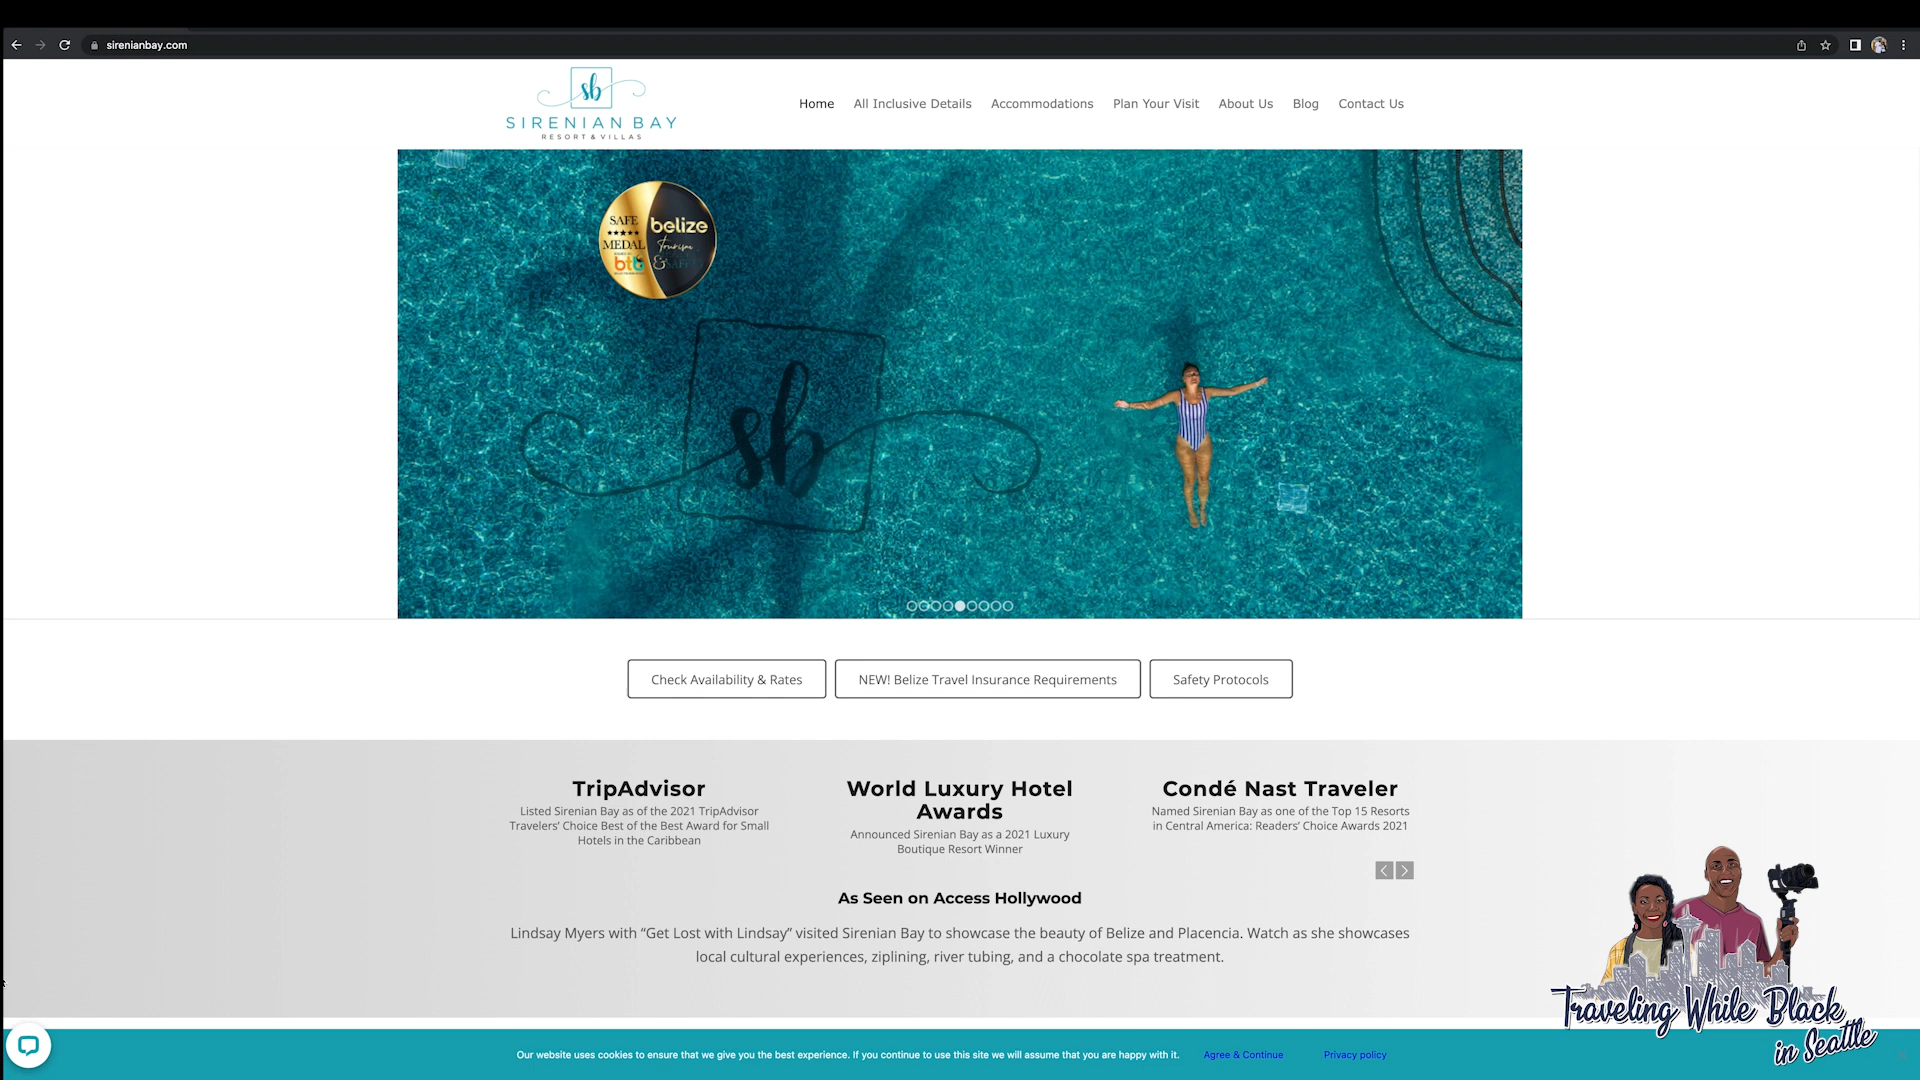 sirenianbay.com
sb
SIRENIAN BAY
RESORT & VILLAS
Home
All Inclusive Details
Accommodations
Plan Your Visit
About Us
Blog
Contact Us
SAFE
MEDAL
btb
belize
Tourism
&
sb
Check Availability & Rates
NEW! Belize Travel Insurance Requirements
Safety Protocols
TripAdvisor
Listed Sirenian Bay as of the 2021 TripAdvisor
Travelers’ Choice Best of the Best Award for Small
Hotels in the Caribbean
World Luxury Hotel
Awards
Announced Sirenian Bay as a 2021 Luxury
Boutique Resort Winner
Condé Nast Traveler
Named Sirenian Bay as one of the Top 15 Resorts
in Central America: Readers’ Choice Awards 2021
As Seen on Access Hollywood
Lindsay Myers with “Get Lost with Lindsay” visited Sirenian Bay to showcase the beauty of Belize and Placencia. Watch as she showcases
local cultural experiences, ziplining, river tubing, and a chocolate spa treatment.
Traveling While Black
in Seattle
Our website uses cookies to ensure that we give you the best experience. If you continue to use this site we will assume that you are happy with it.
Agree & Continue
Privacy policy